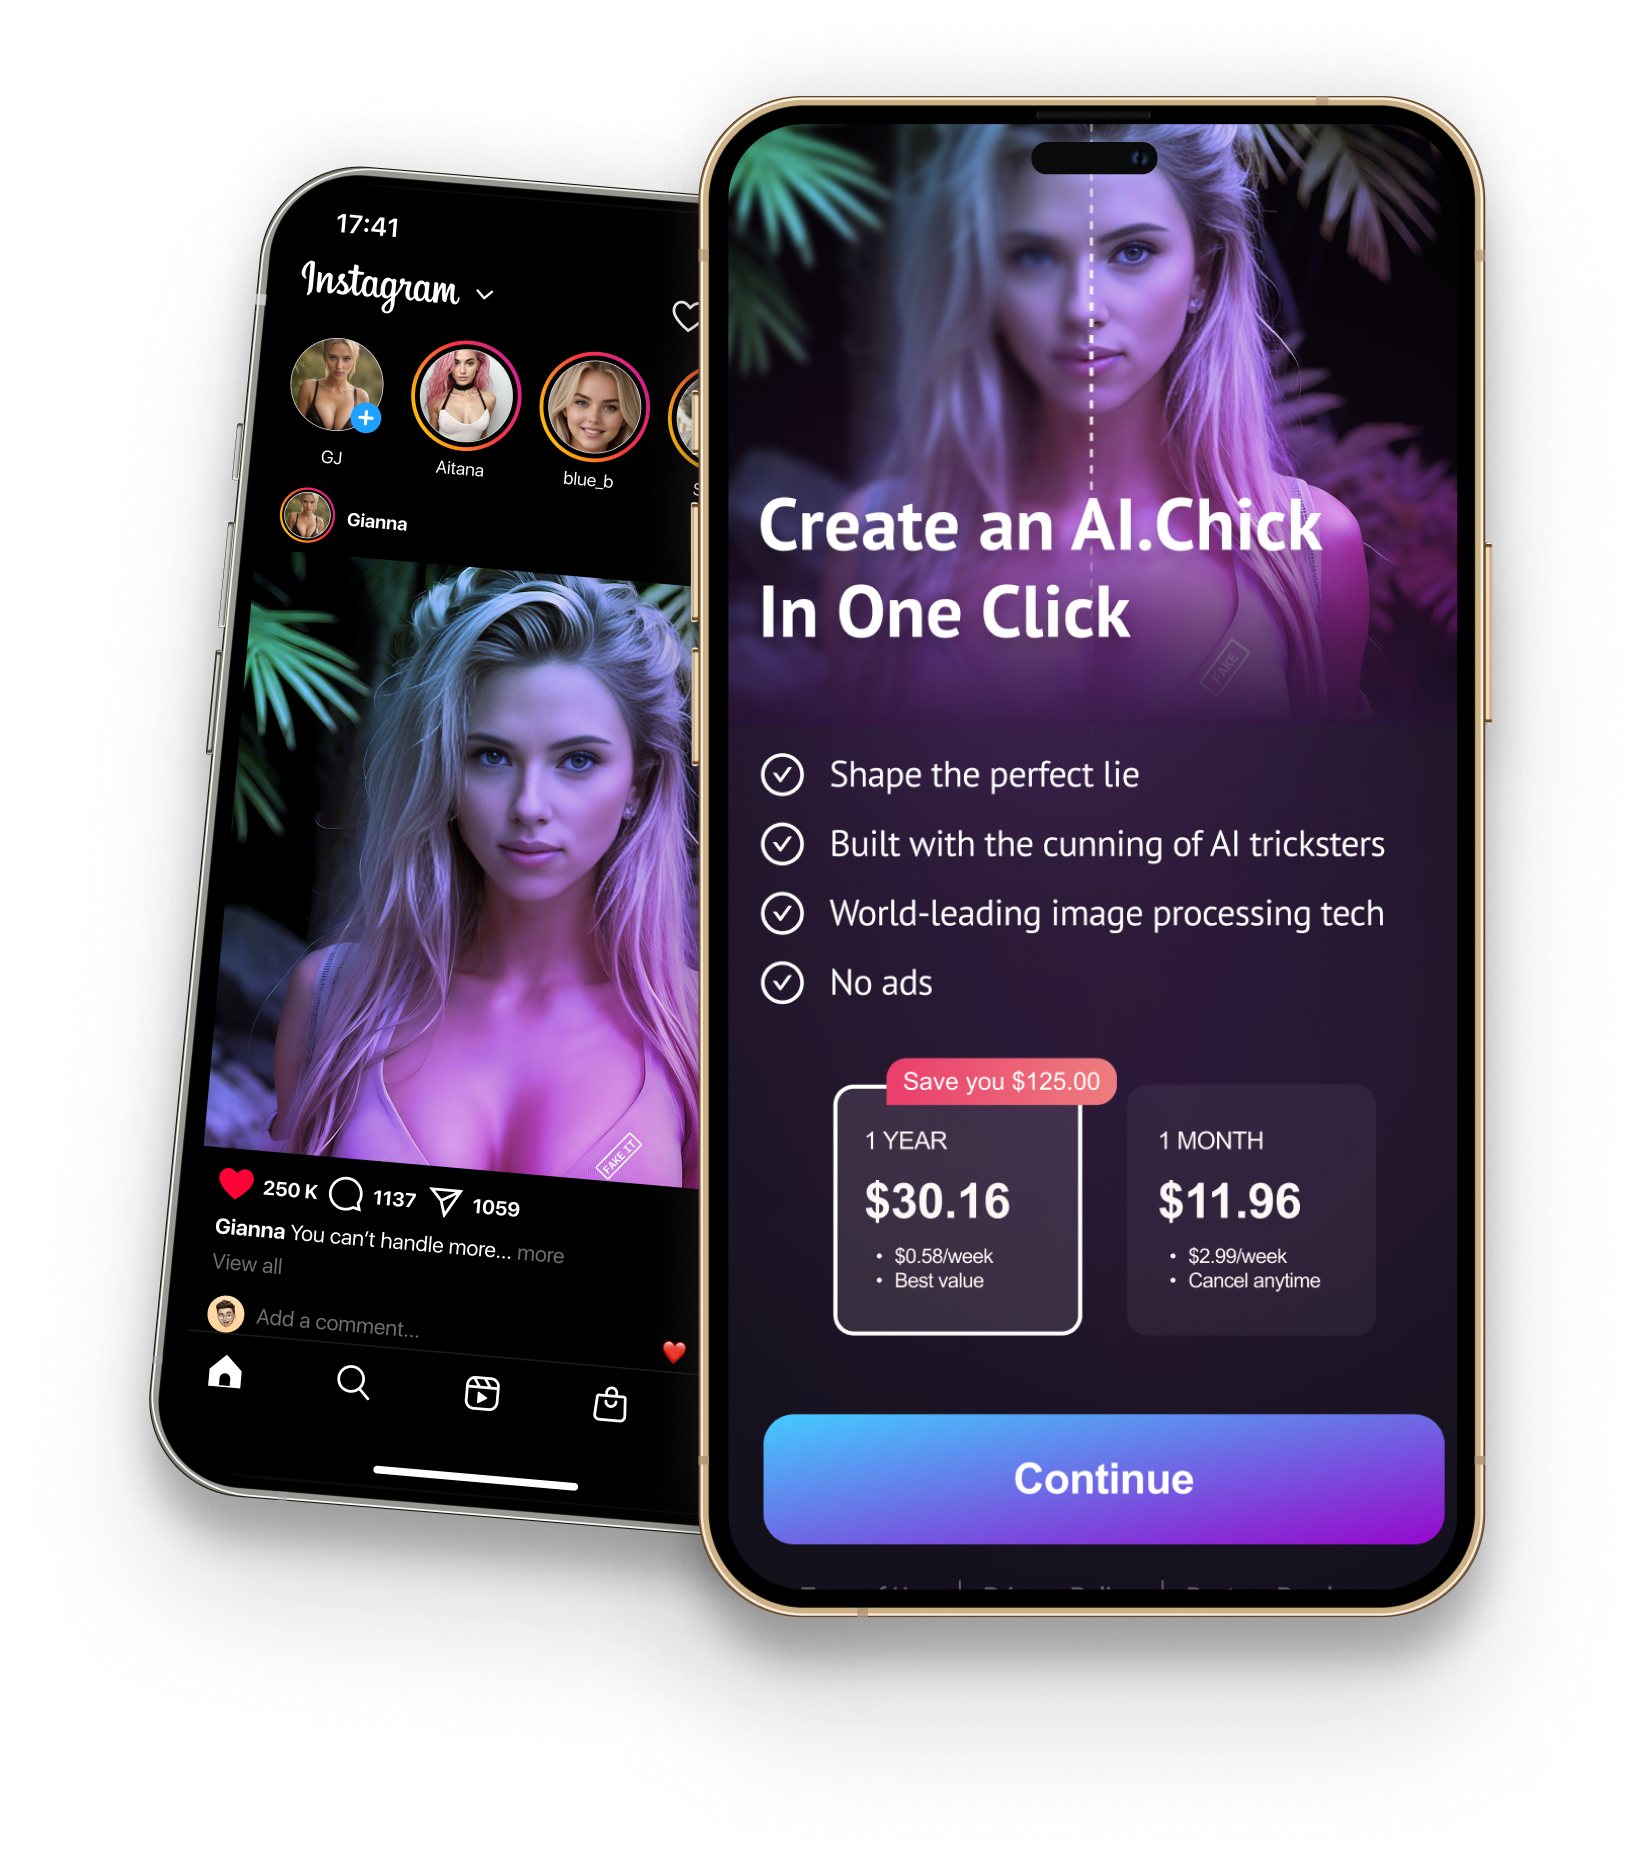 17:41
Instagram
GJ
Aitana
blue_b
Gianna
FAKE IT
250 K
1137
1059
Gianna You can't handle more... more
View all
Add a comment...
Create an AI.Chick
In One Click
FAKE
Shape the perfect lie
Built with the cunning of AI tricksters
World-leading image processing tech
No ads
Save you $125.00
1 YEAR
$30.16
• $0.58/week
• Best value
1 MONTH
$11.96
• $2.99/week
• Cancel anytime
Continue